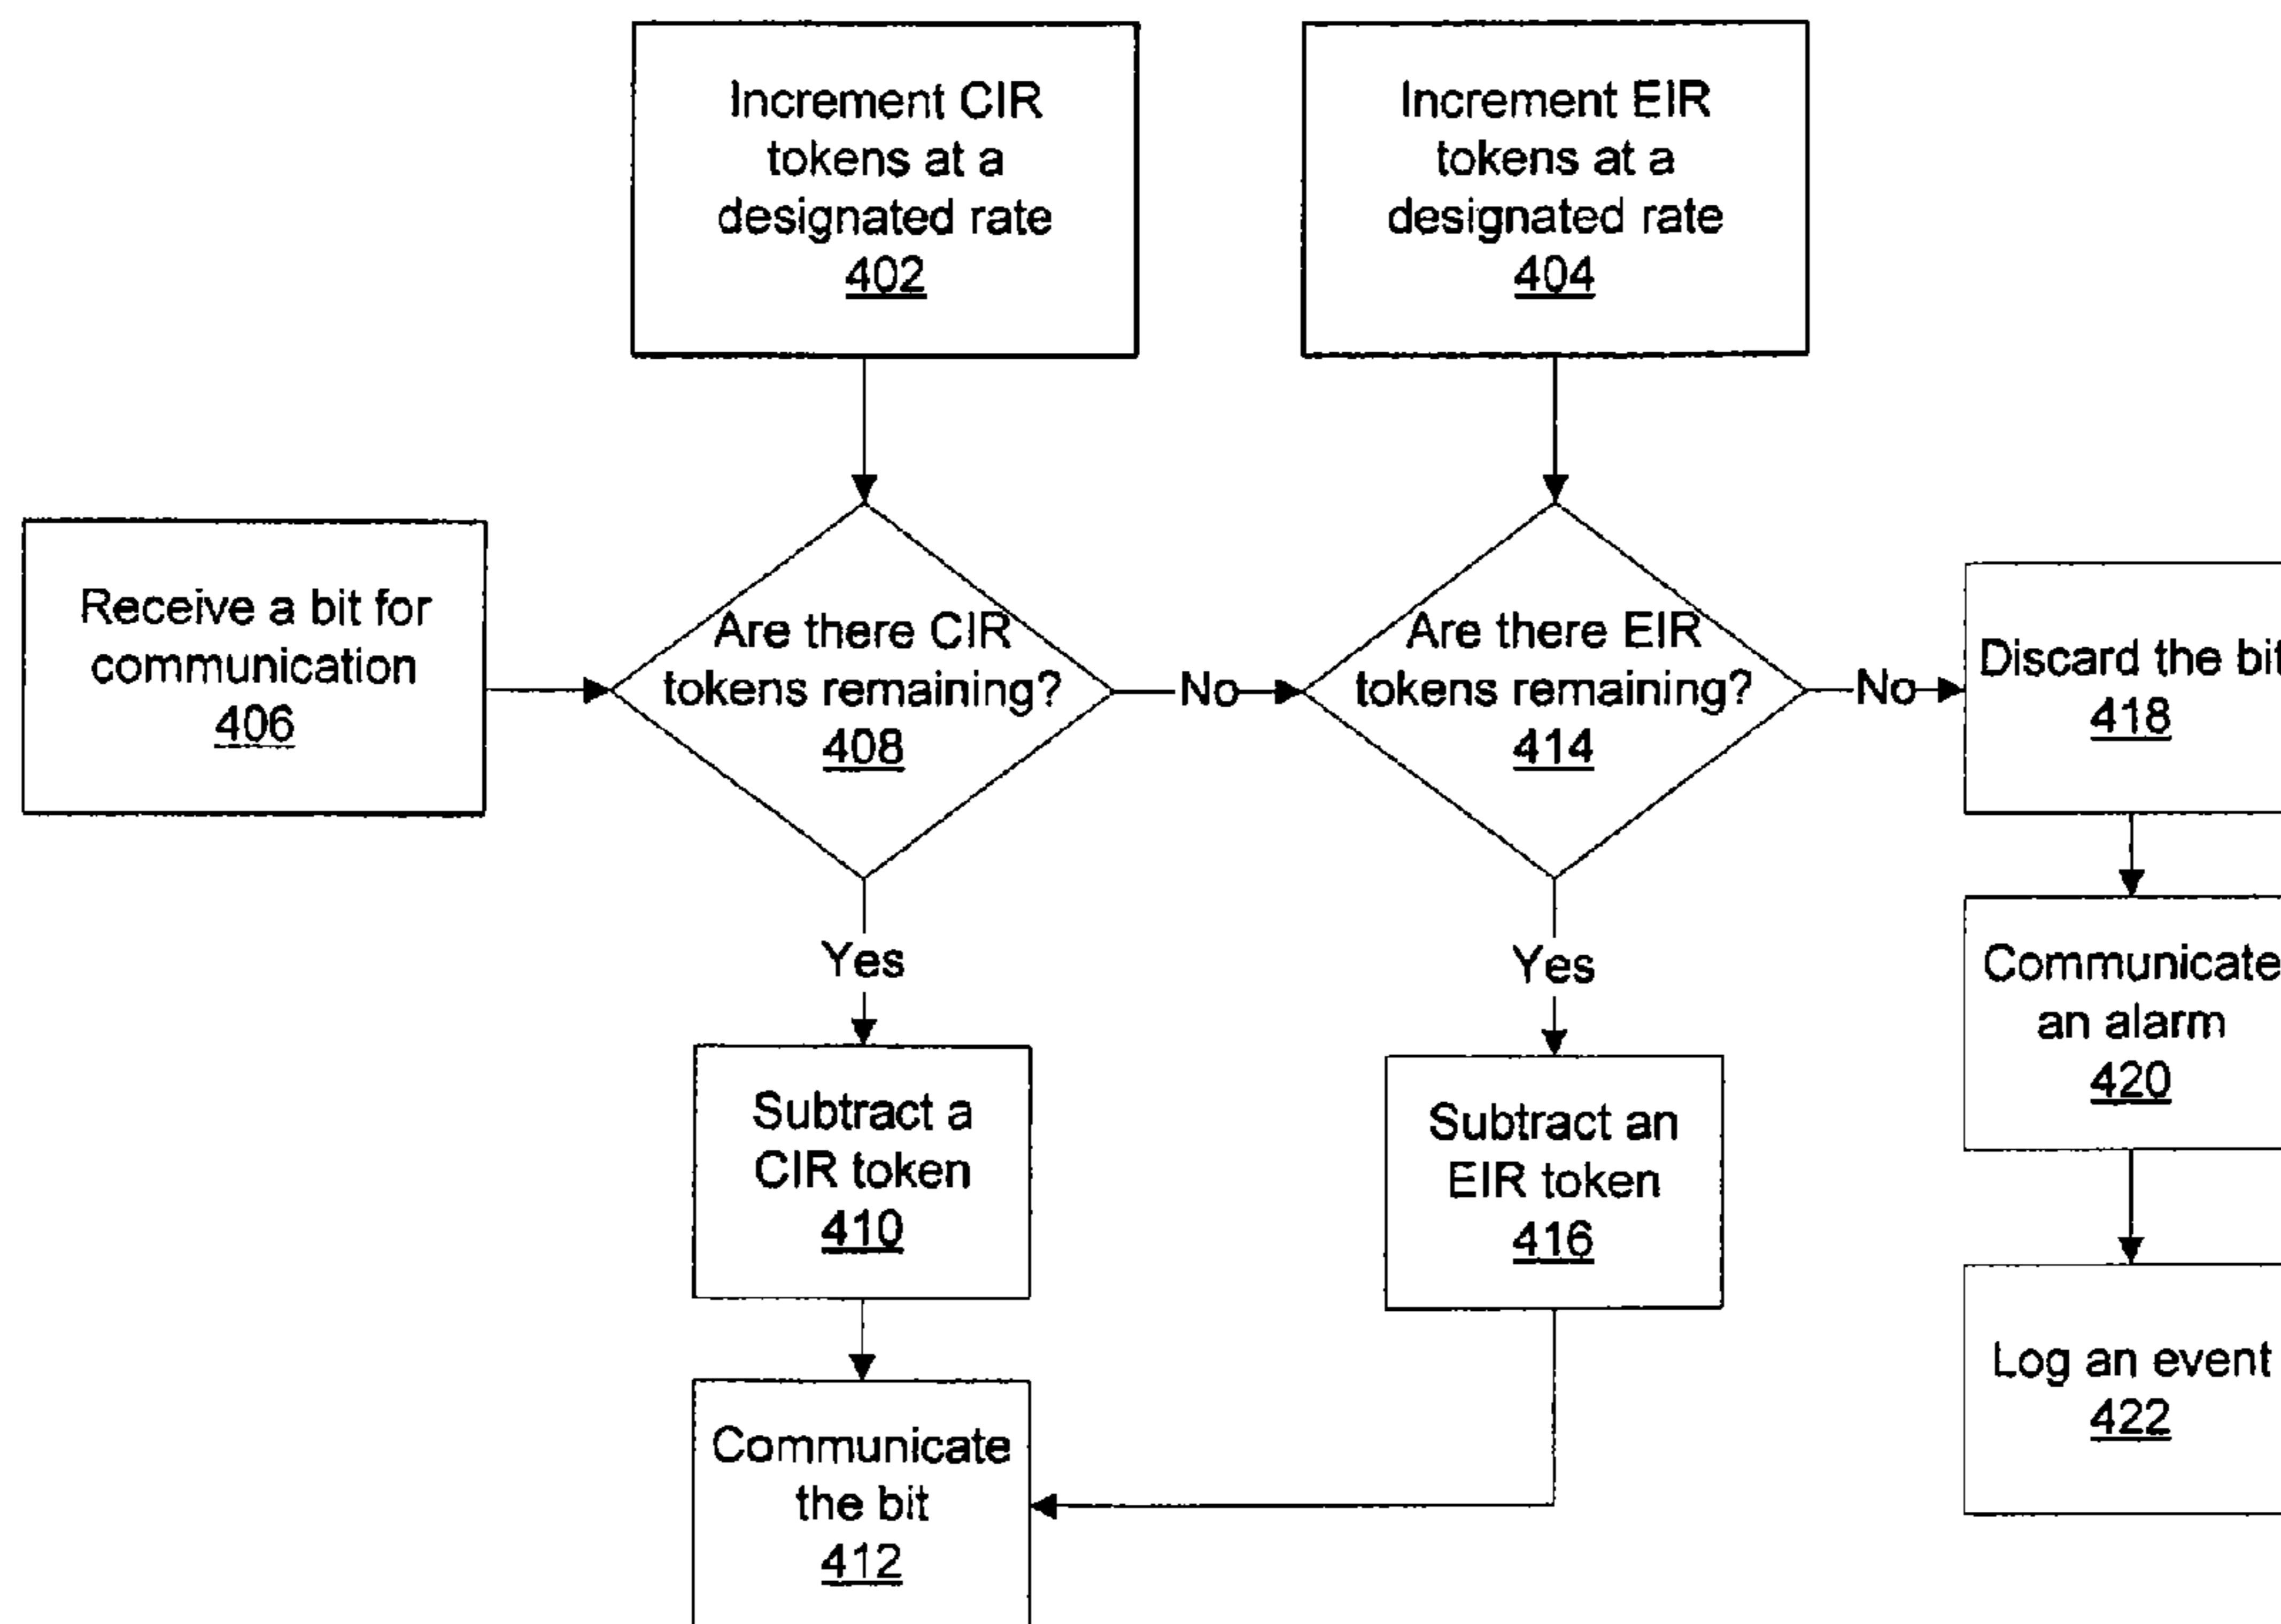 Increment CIR
tokens at a
designated rate
402
Increment EIR
tokens at a
designated rate
404
Receive a bit for
communication
406
Are there CIR
tokens remaining?
408
No
Are there EIR
tokens remaining?
414
No
Discard the bit
418
Yes
Yes
Communicate
an alarm
420
Subtract a
CIR token
410
Subtract an
EIR token
416
Log an event
422
Communicate
the bit
412